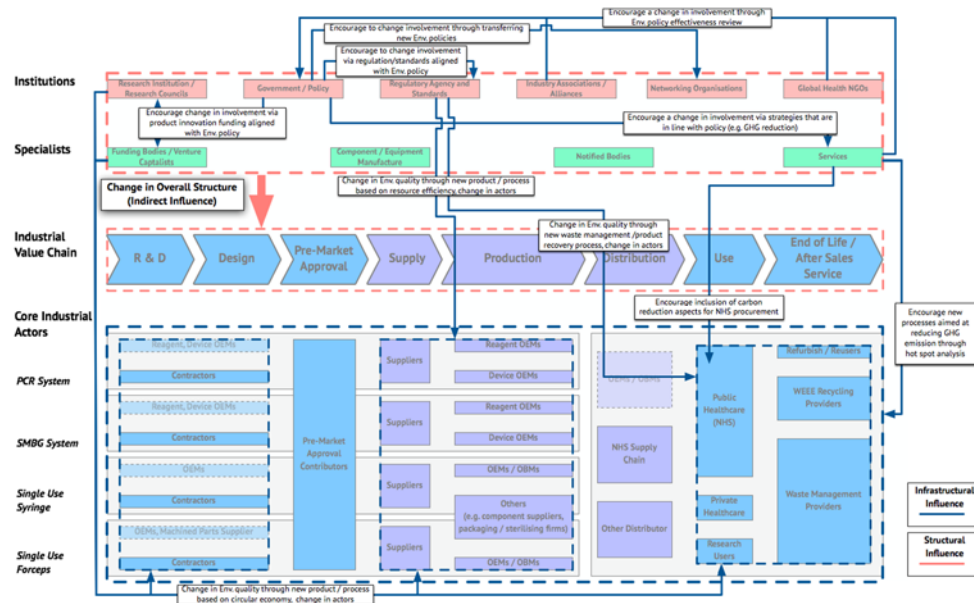 Encourage a change in involvement through
Env. policy effectiveness review
Encourage to change involvement through transferring
new Env. policies
Encourage to change involvement
via regulation/standards aligned
with Env. policy
Institutions
Research Institution /
Research Councils
Government / Policy
Regulatory Agency and
Standards
Industry Associations /
Alliances
Networking Organisations
Global Health NGOs
Encourage change in involvement via
product innovation funding aligned
with Env. policy
Encourage a change in involvement via strategies that are
in line with policy (e.g. GHG reduction)
Specialists
Funding Bodies / Venture
Captalists
Component / Equipment
Manufacture
Notified Bodies
Services
Change in Overall Structure
(Indirect Influence)
Change in Env. quality through new product / process
based on resource efficiency, change in actors
Change in Env. quality through
new waste management /product
recovery process, change in actors
Industrial
Value Chain
R & D
Design
Pre-Market
Approval
Supply
Production
Distribution
Use
End of Life /
After Sales
Service
Encourage inclusion of carbon
reduction aspects for NHS procurement
Encourage new
processes aimed at
reducing GHG
emission through
hot spot analysis
Core Industrial
Actors
PCR System
Reagent, Device OEMs
Contractors
Suppliers
Reagent OEMs
Device OEMs
OEMs / OBMs
Refurbish / Reusers
SMBG System
Reagent, Device OEMs
Contractors
Pre-Market
Approval
Contributors
Suppliers
Reagent OEMs
Device OEMs
NHS Supply
Chain
Public
Healthcare
(NHS)
WEEE Recycling
Providers
Single Use
Syringe
OEMs
Contractors
Suppliers
OEMs / OBMs
Others
(e.g. component suppliers,
packaging / sterilising firms)
Other Distributor
Private
Healthcare
Waste Management
Providers
Single Use
Forceps
OEMs, Machined Parts Supplier
Contractors
Suppliers
OEMs / OBMs
Research
Users
Infrastructural
Influence
Structural
Influence
Change in Env. quality through new product / process
based on circular economy, change in actors